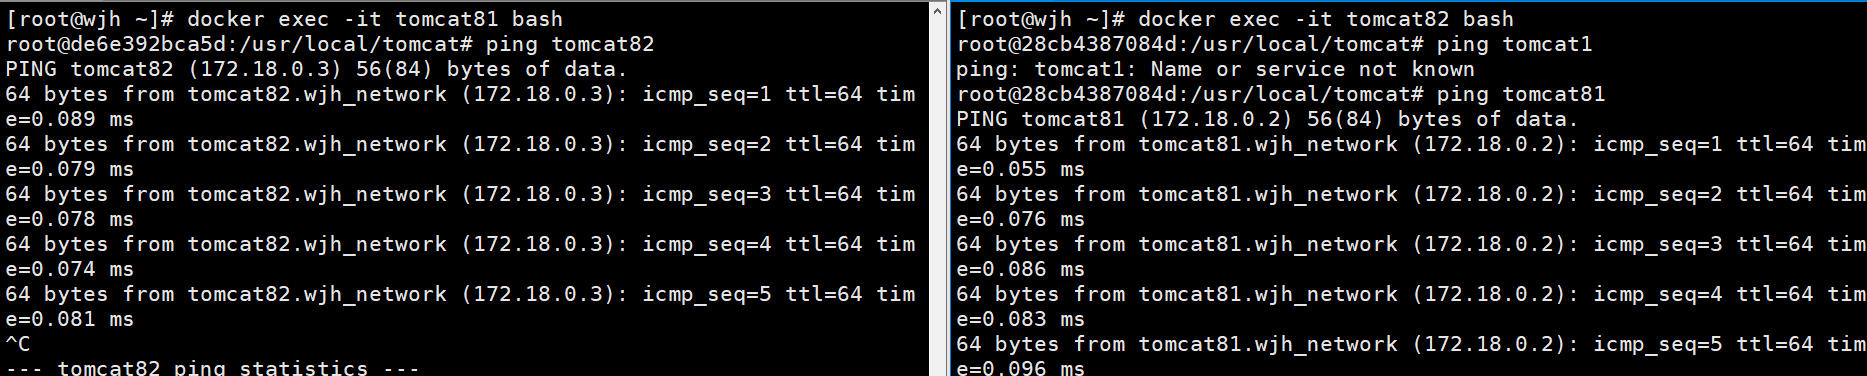 [root@wjh ~]# docker exec -it tomcat81 bash
root@de6e392bca5d:/usr/local/tomcat# ping tomcat82
PING tomcat82 (172.18.0.3) 56(84) bytes of data.
64 bytes from tomcat82.wjh_network (172.18.0.3): icmp_seq=1 ttl=64 tim
e=0.089 ms
64 bytes from tomcat82.wjh_network (172.18.0.3): icmp_seq=2 ttl=64 tim
e=0.079 ms
64 bytes from tomcat82.wjh_network (172.18.0.3): icmp_seq=3 ttl=64 tim
e=0.078 ms
64 bytes from tomcat82.wjh_network (172.18.0.3): icmp_seq=4 ttl=64 tim
e=0.074 ms
64 bytes from tomcat82.wjh_network (172.18.0.3): icmp_seq=5 ttl=64 tim
e=0.081 ms
^C
--- tomcat82 ping statistics ---
[root@wjh ~]# docker exec -it tomcat82 bash
root@28cb4387084d:/usr/local/tomcat# ping tomcat1
ping: tomcat1: Name or service not known
root@28cb4387084d:/usr/local/tomcat# ping tomcat81
PING tomcat81 (172.18.0.2) 56(84) bytes of data.
64 bytes from tomcat81.wjh_network (172.18.0.2): icmp_seq=1 ttl=64 tim
e=0.055 ms
64 bytes from tomcat81.wjh_network (172.18.0.2): icmp_seq=2 ttl=64 tim
e=0.076 ms
64 bytes from tomcat81.wjh_network (172.18.0.2): icmp_seq=3 ttl=64 tim
e=0.086 ms
64 bytes from tomcat81.wjh_network (172.18.0.2): icmp_seq=4 ttl=64 tim
e=0.083 ms
64 bytes from tomcat81.wjh_network (172.18.0.2): icmp_seq=5 ttl=64 tim
e=0.096 ms